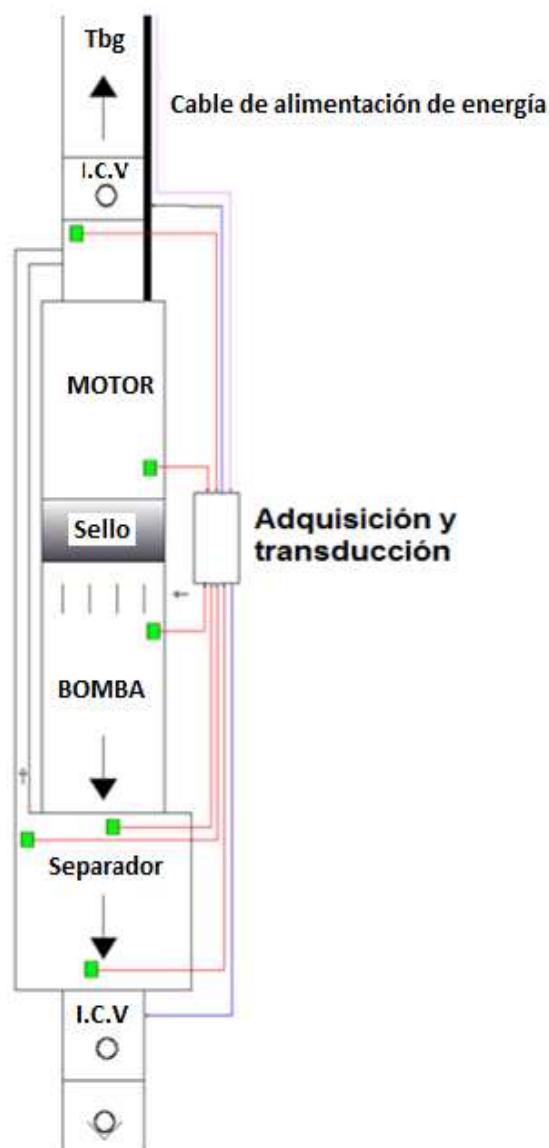 Tbg
Cable de alimentación de energía
I.C.V
MOTOR
Sello
Adquisición y
transducción
BOMBA
Separador
I.C.V